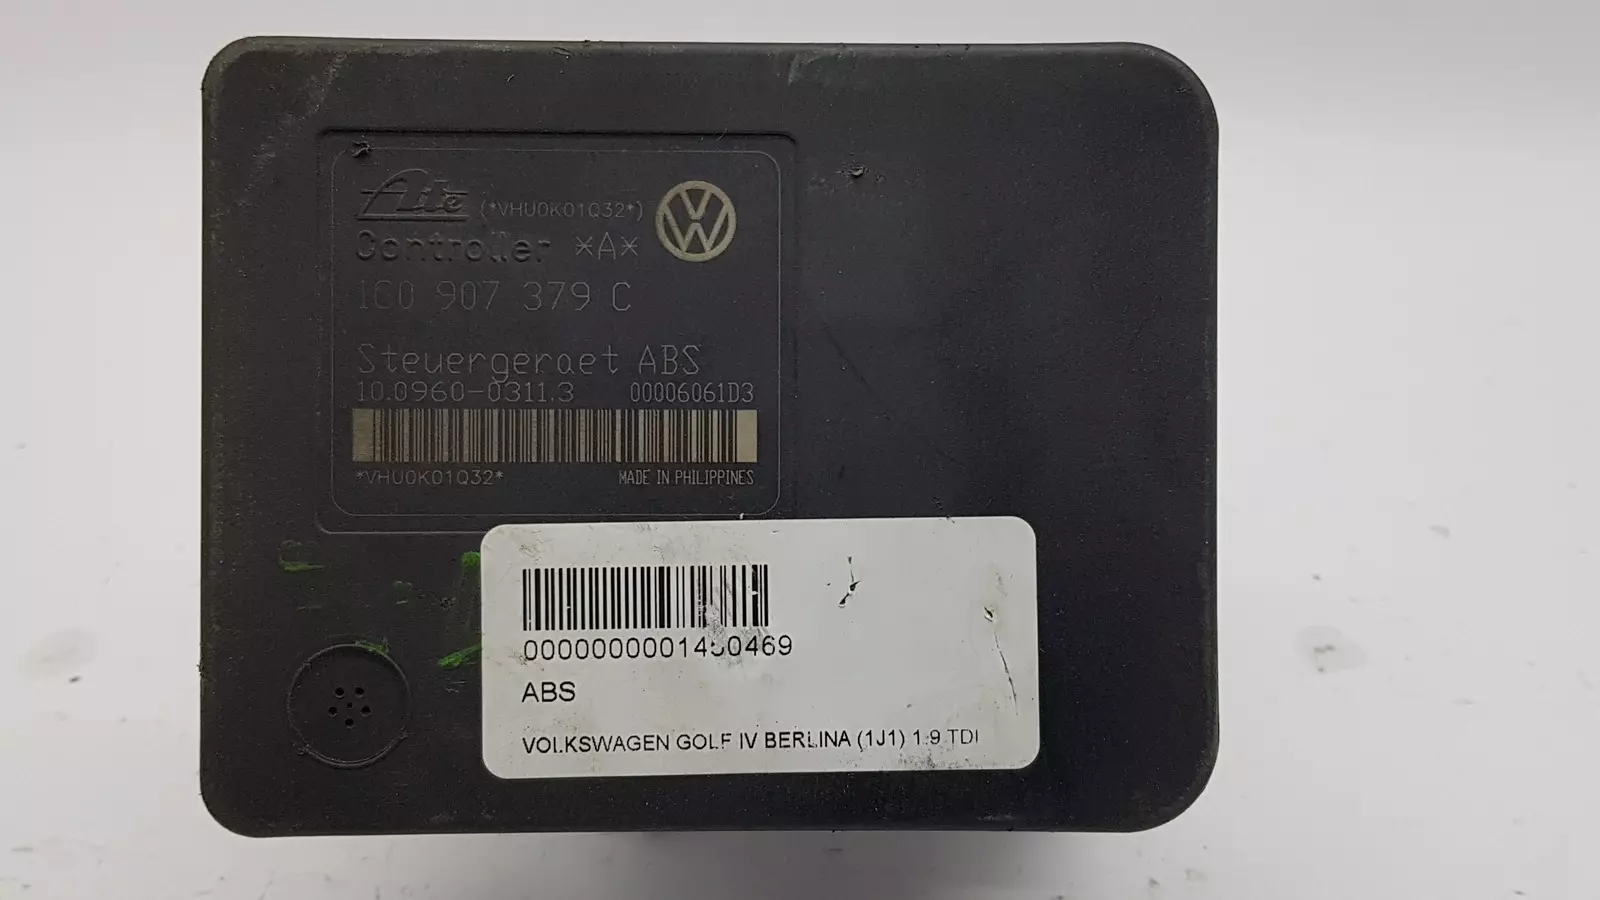 Ate (*VHU0K01Q32*)
Controller *A*
1C0 907 379 C
Steuergeraet ABS
10.0960-0311.3 00006061D3
*VHU0K01Q32*
MADE IN PHILIPPINES
ABS
VOLKSWAGEN GOLF IV BERLINA (1J1) 1.9 TDI